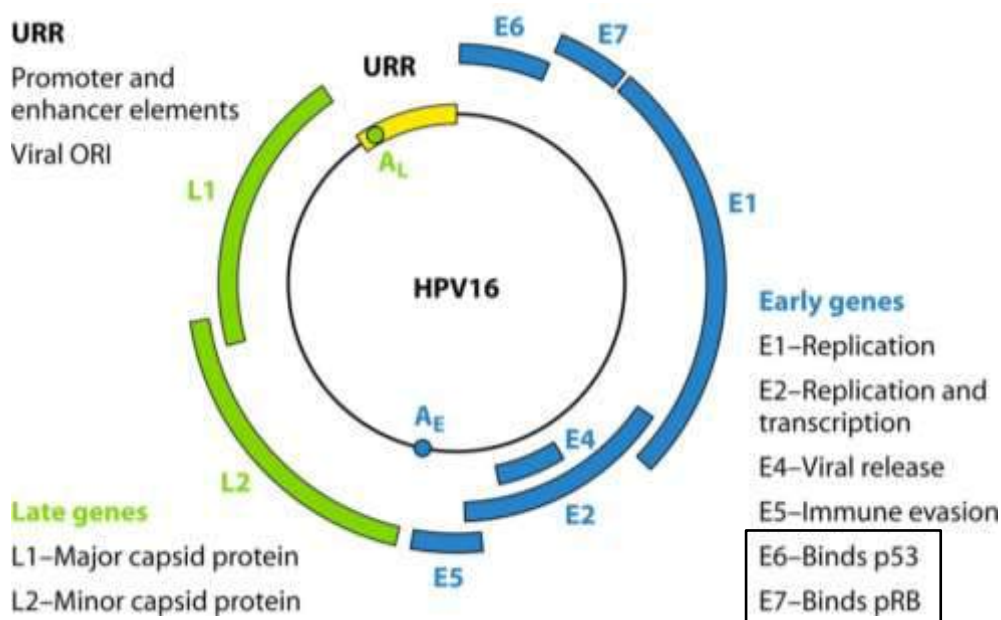 URR
Promoter and
enhancer elements
Viral ORI
E6
E7
URR
A_L
L1
E1
HPV16
A_E
E4
L2
E2
E5
Early genes
E1–Replication
E2–Replication and
transcription
E4–Viral release
E5–Immune evasion
E6–Binds p53
E7–Binds pRB
Late genes
L1–Major capsid protein
L2–Minor capsid protein